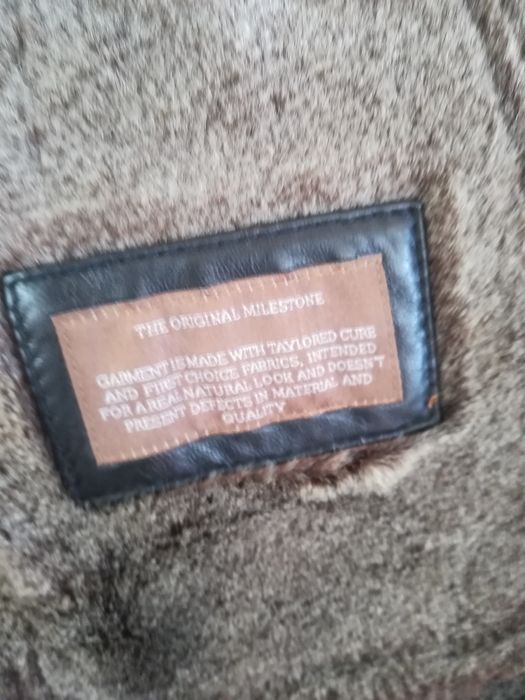 THE ORIGINAL MILESTONE
GARMENT IS MADE WITH TAYLORED CURE
AND FIRST CHOICE FABRICS, INTENDED
FOR A REAL NATURAL LOOK AND DOESN'T
PRESENT DEFECTS IN MATERIAL AND
QUALITY